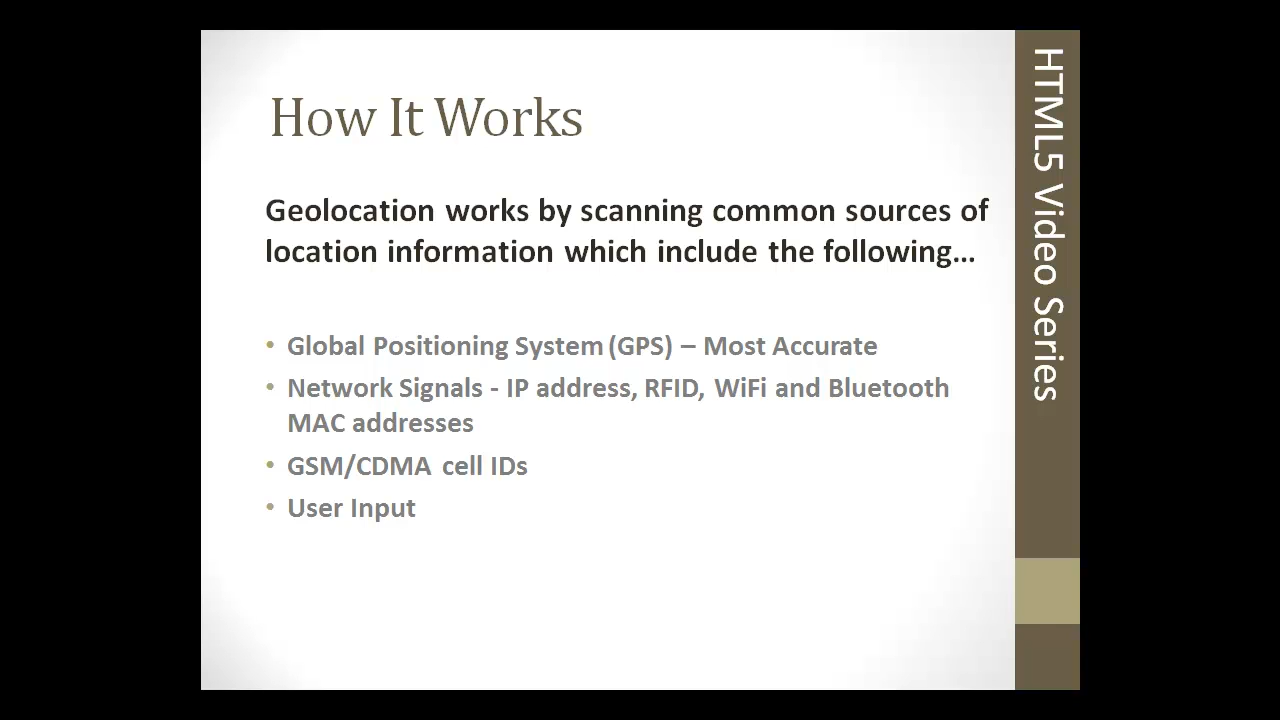 How It Works
Geolocation works by scanning common sources of
location information which include the following...
• Global Positioning System (GPS) – Most Accurate
• Network Signals - IP address, RFID, WiFi and Bluetooth
MAC addresses
• GSM/CDMA cell IDs
• User Input
HTML5 Video Series